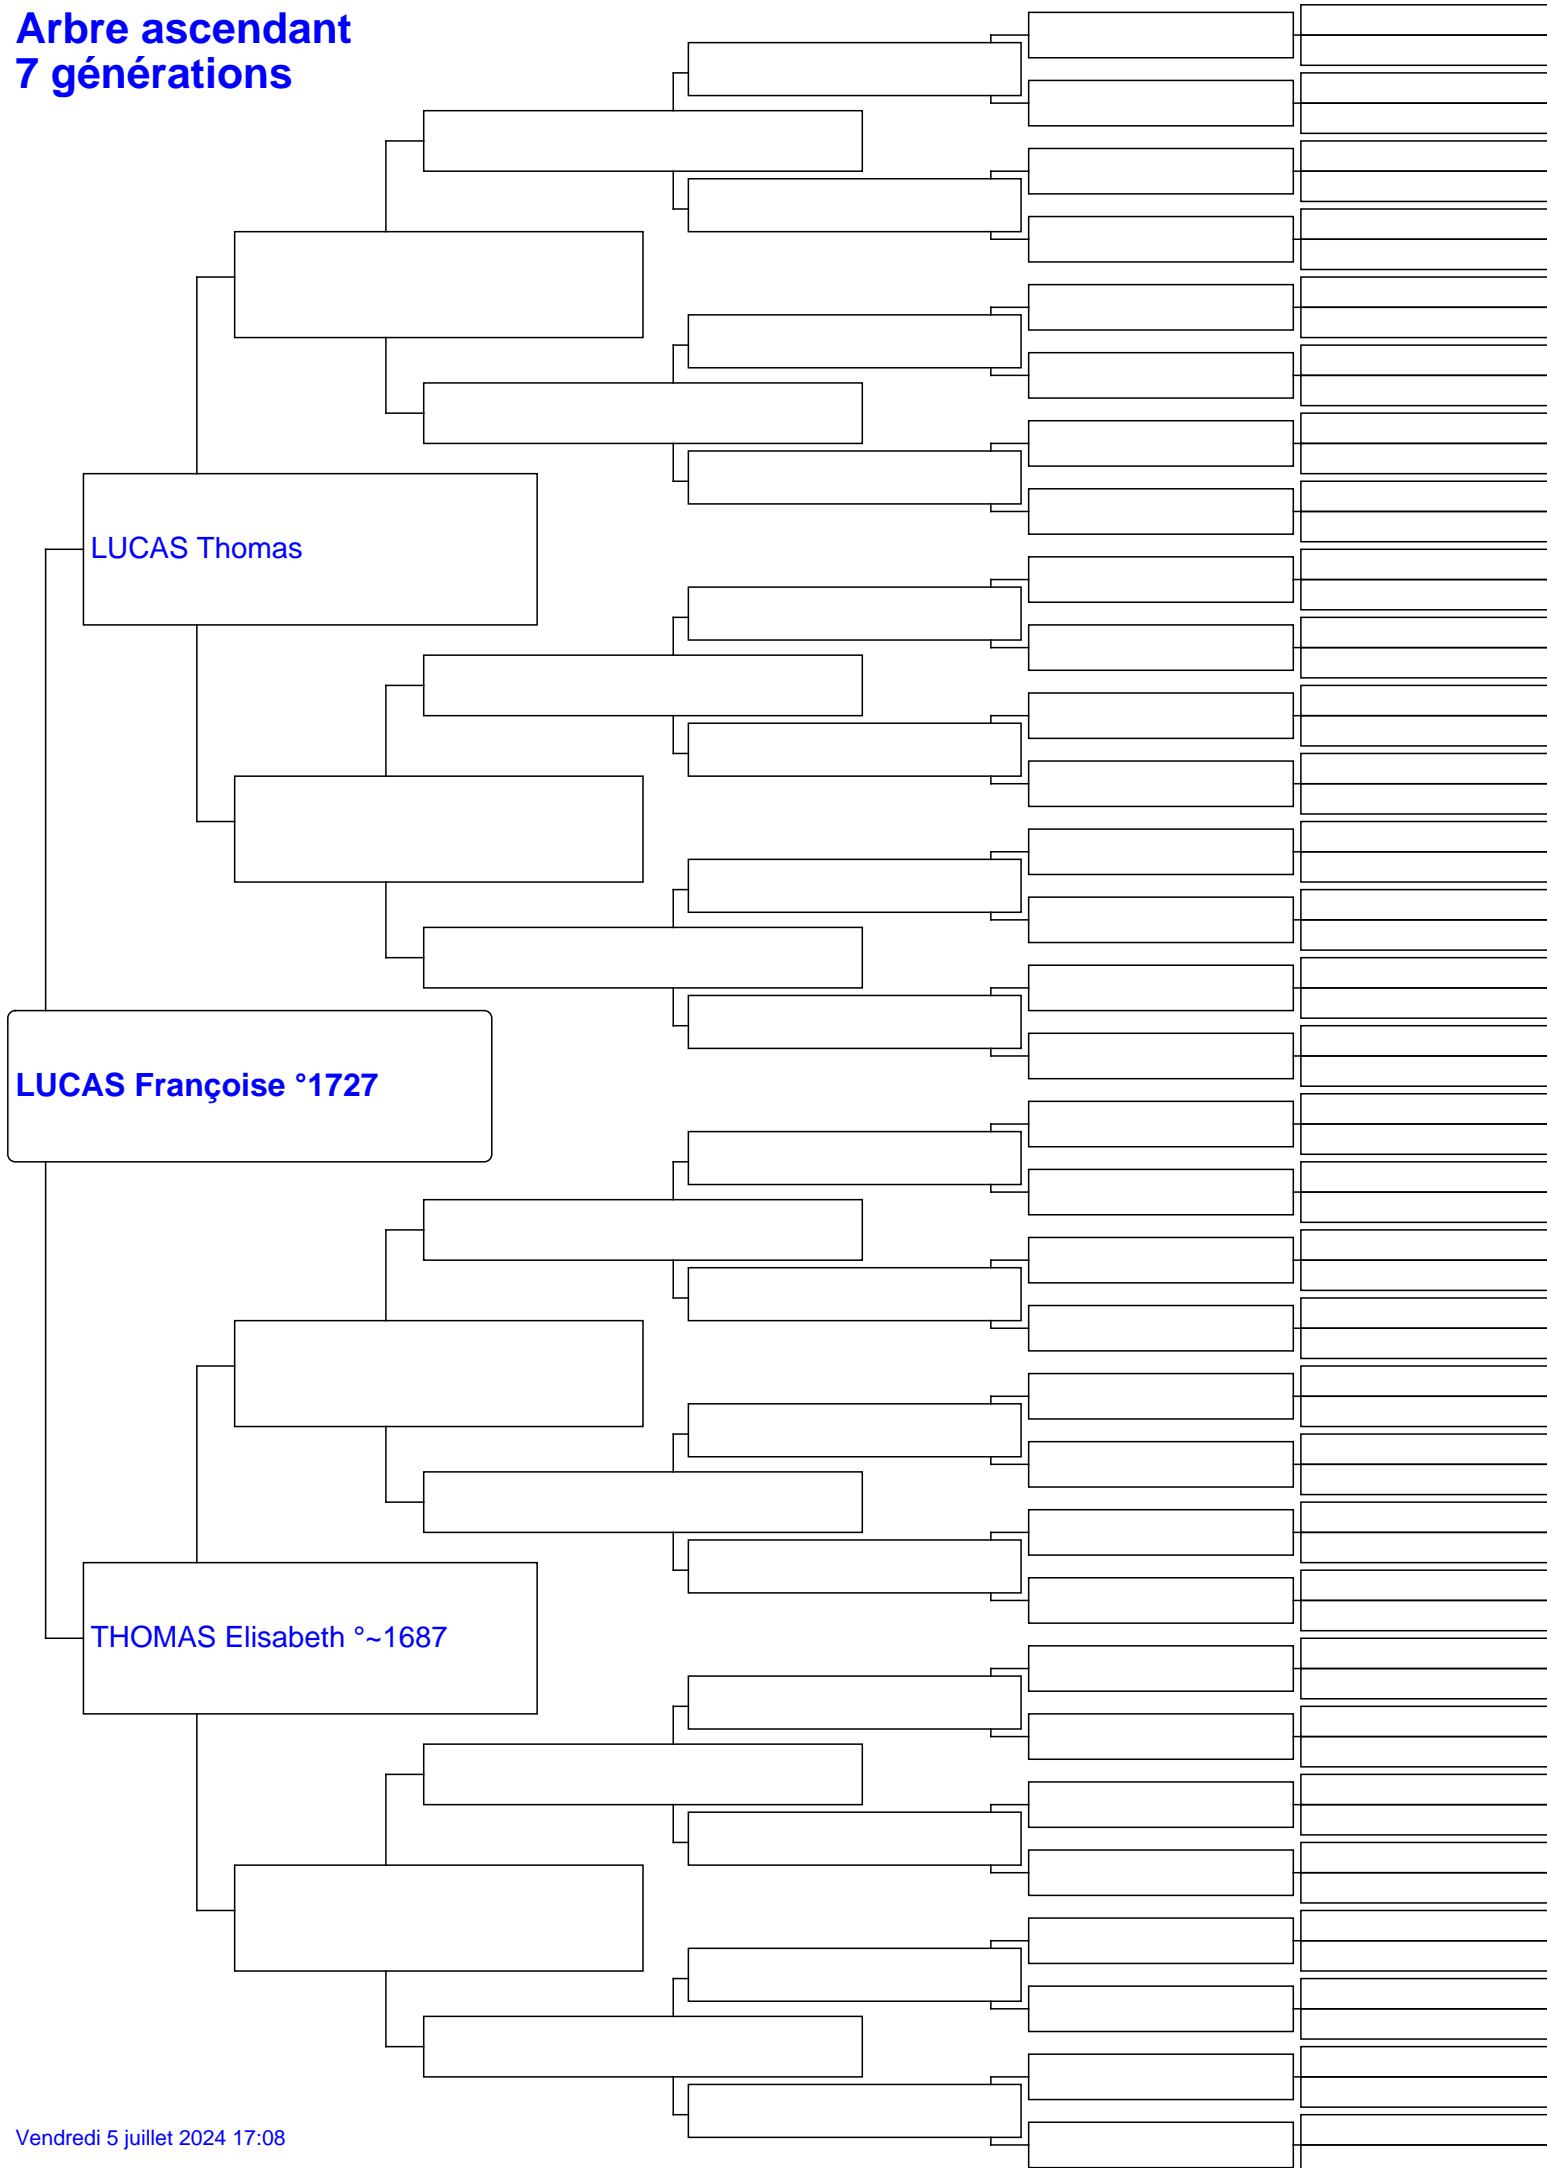 Arbre ascendant
7 générations
LUCAS Thomas
LUCAS Françoise °1727
THOMAS Elisabeth °~1687
Vendredi 5 juillet 2024 17:08